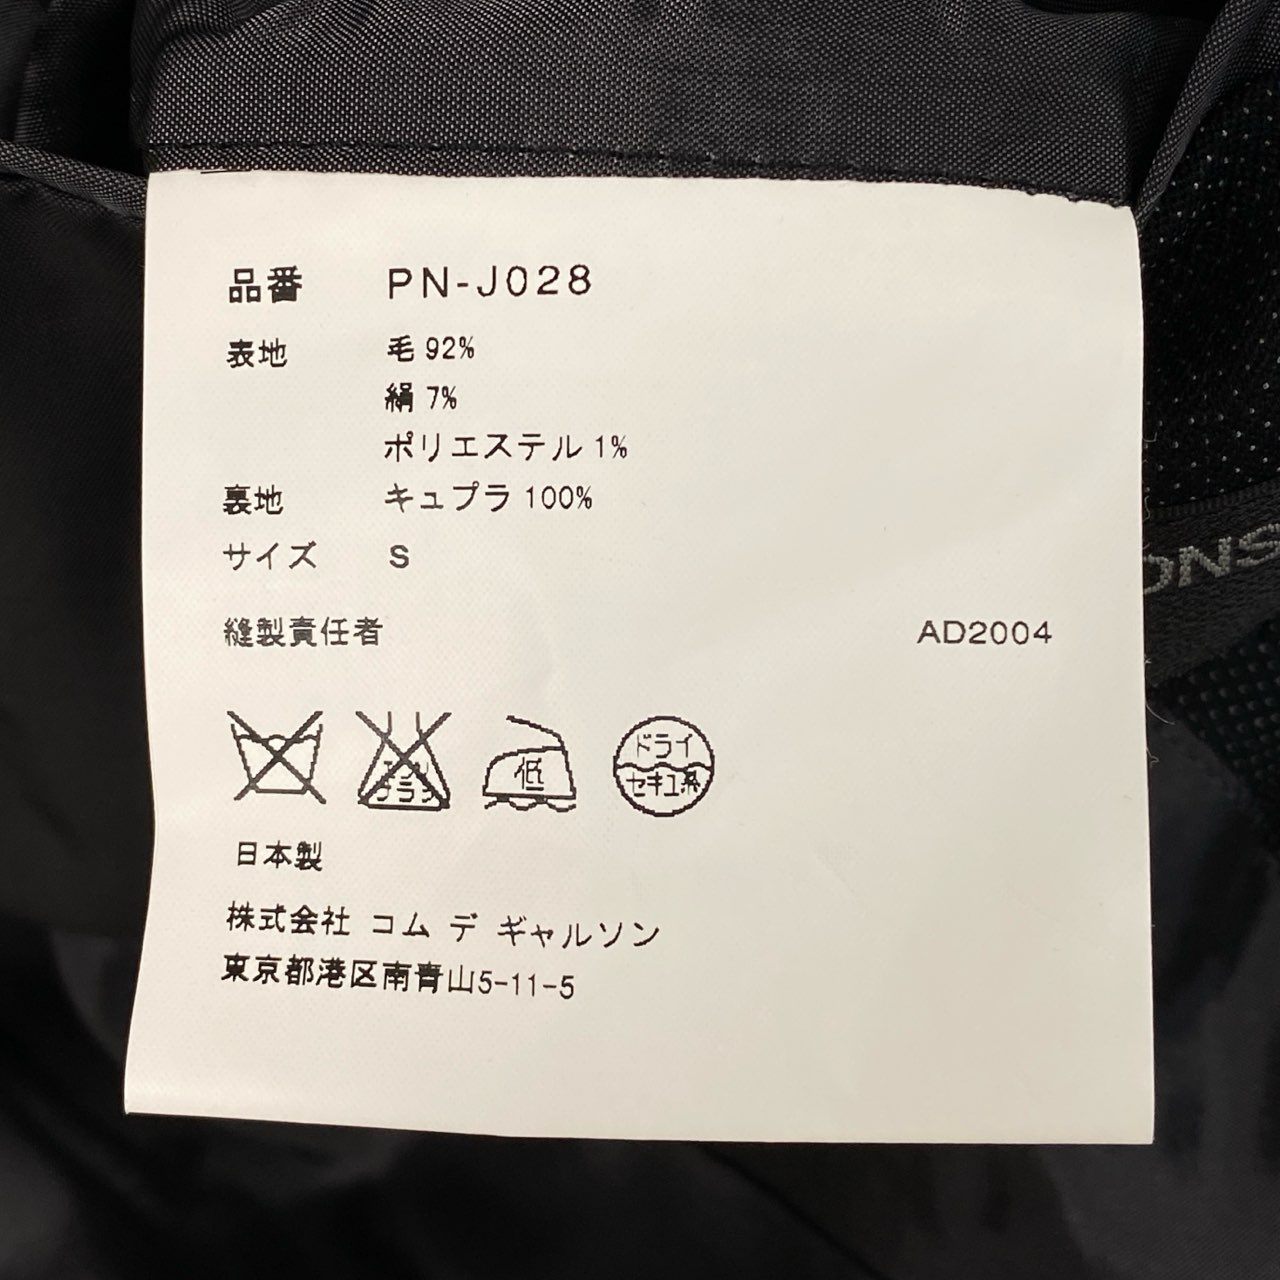 品番 PN-J028
表地 毛 92%
絹 7%
ポリエステル 1%
裏地 キュプラ 100%
サイズ S
縫製責任者 AD2004
低
ドライ
セキユ系
日本製
株式会社 コム デ ギャルソン
東京都港区南青山5-11-5
ONS